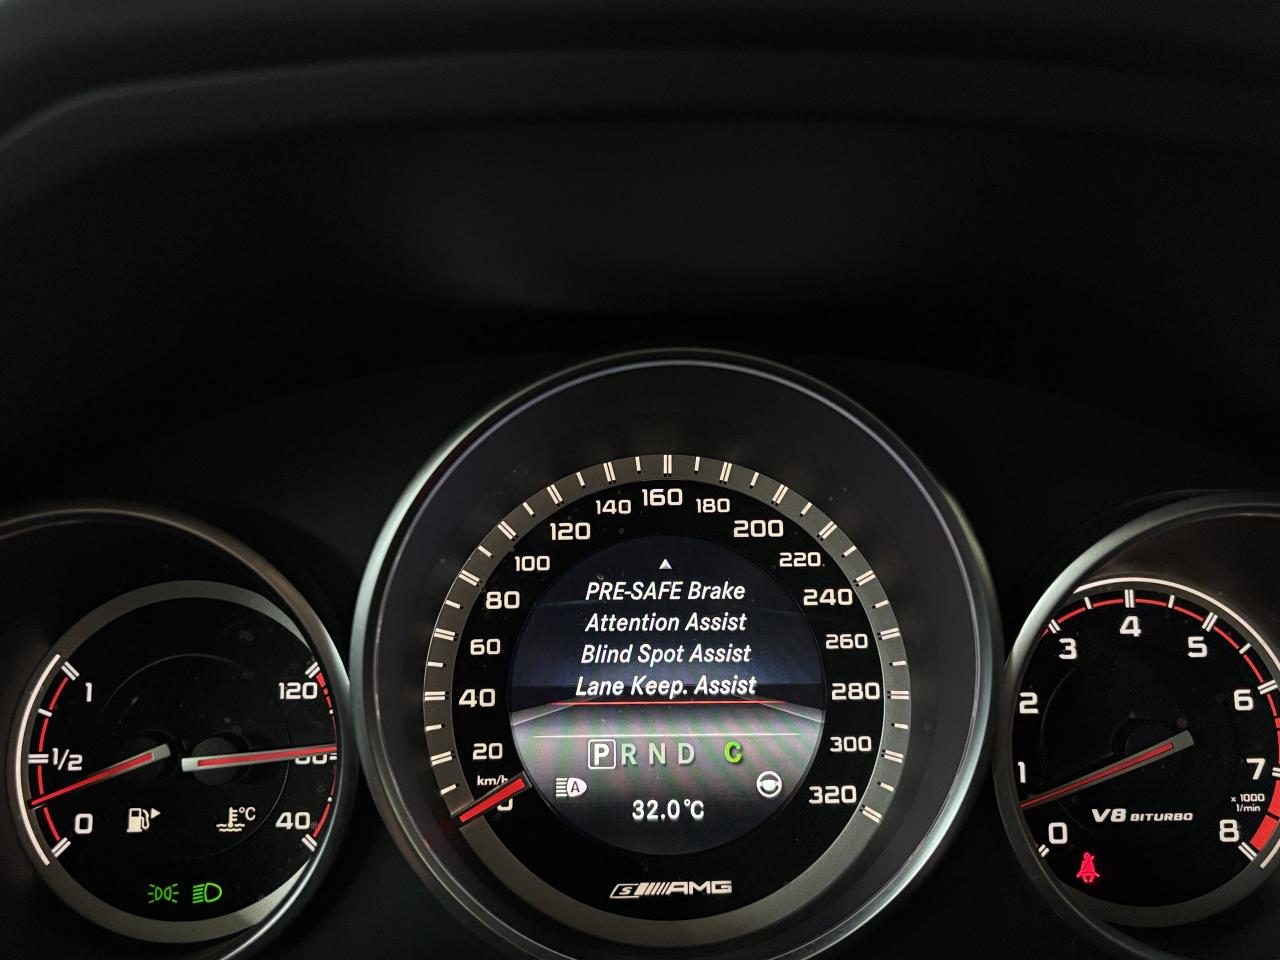 1
1/2
0
120
80
40
°C
0
20
40
60
80
100
120
140
160
180
200
220
240
260
280
300
320
km/h
PRE-SAFE Brake
Attention Assist
Blind Spot Assist
Lane Keep. Assist
P R N D C
A
32.0°C
S AMG
0
1
2
3
4
5
6
7
8
x 1000
1/min
V8 BITURBO